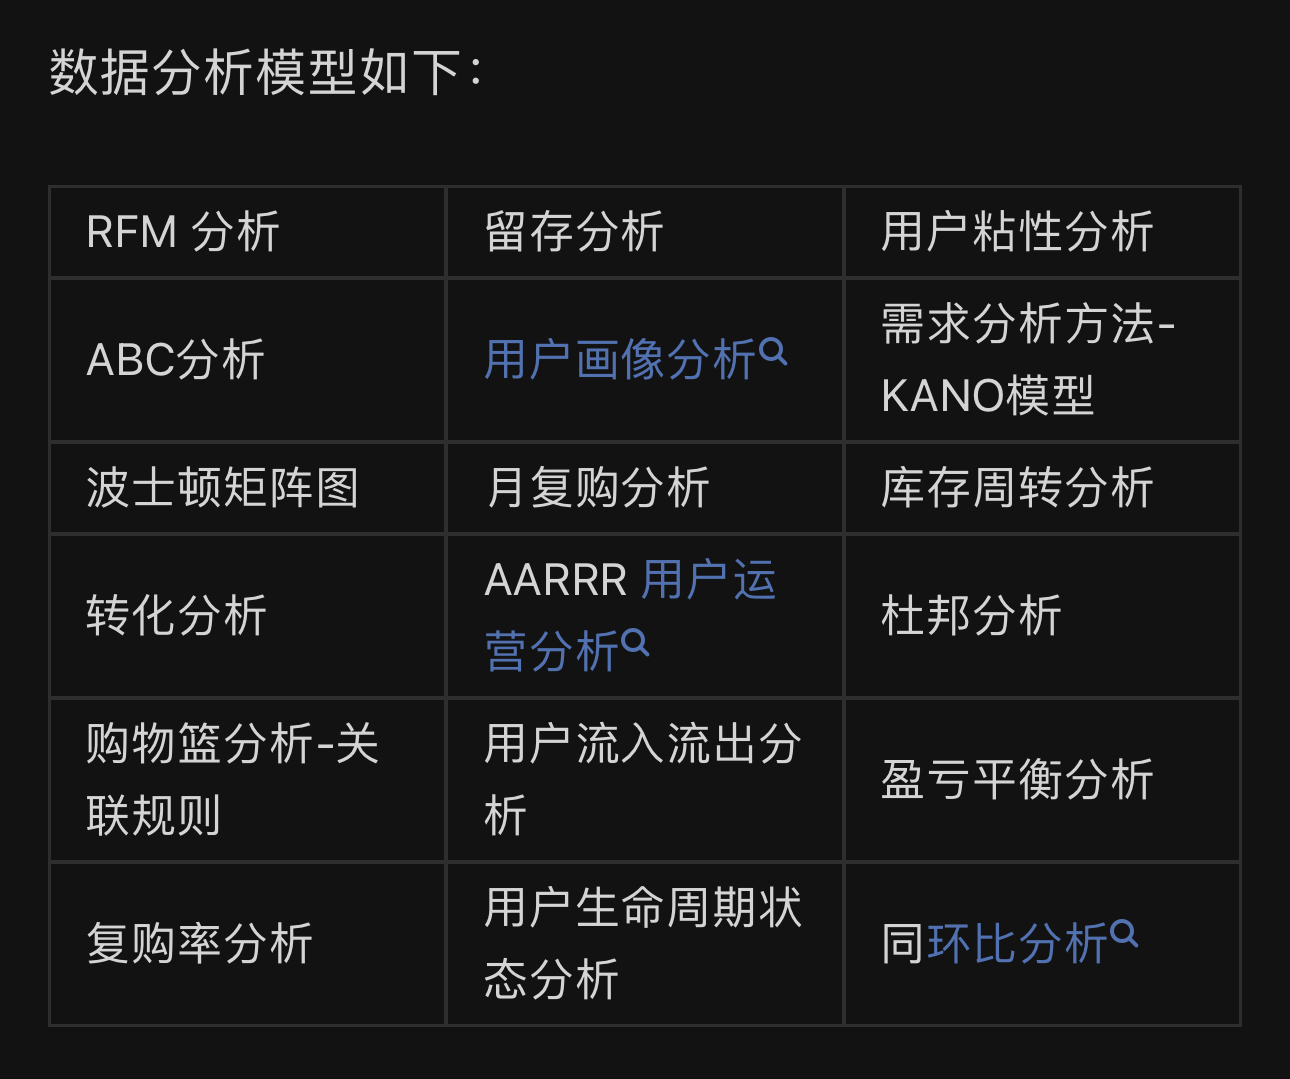 数据分析模型如下：
RFM 分析
留存分析
用户粘性分析
ABC分析
用户画像分析
需求分析方法-
KANO模型
波士顿矩阵图
月复购分析
库存周转分析
转化分析
AARRR 用户运
营分析
杜邦分析
购物篮分析-关
联规则
用户流入流出分
析
盈亏平衡分析
复购率分析
用户生命周期状
态分析
同环比分析